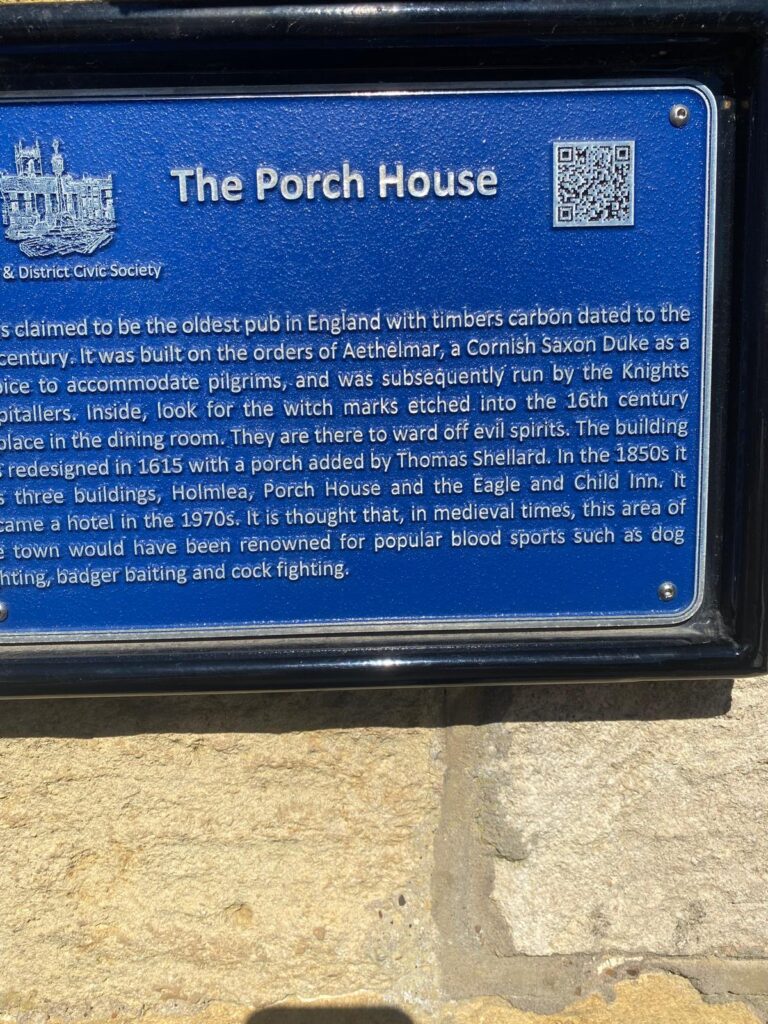 The Porch House
& District Civic Society
s claimed to be the oldest pub in England with timbers carbon dated to the
century. It was built on the orders of Aethelmar, a Cornish Saxon Duke as a
pice to accommodate pilgrims, and was subsequently run by the Knights
pitallers. Inside, look for the witch marks etched into the 16th century
place in the dining room. They are there to ward off evil spirits. The building
s redesigned in 1615 with a porch added by Thomas Shellard. In the 1850s it
s three buildings, Holmlea, Porch House and the Eagle and Child Inn. It
came a hotel in the 1970s. It is thought that, in medieval times, this area of
e town would have been renowned for popular blood sports such as dog
hting, badger baiting and cock fighting.